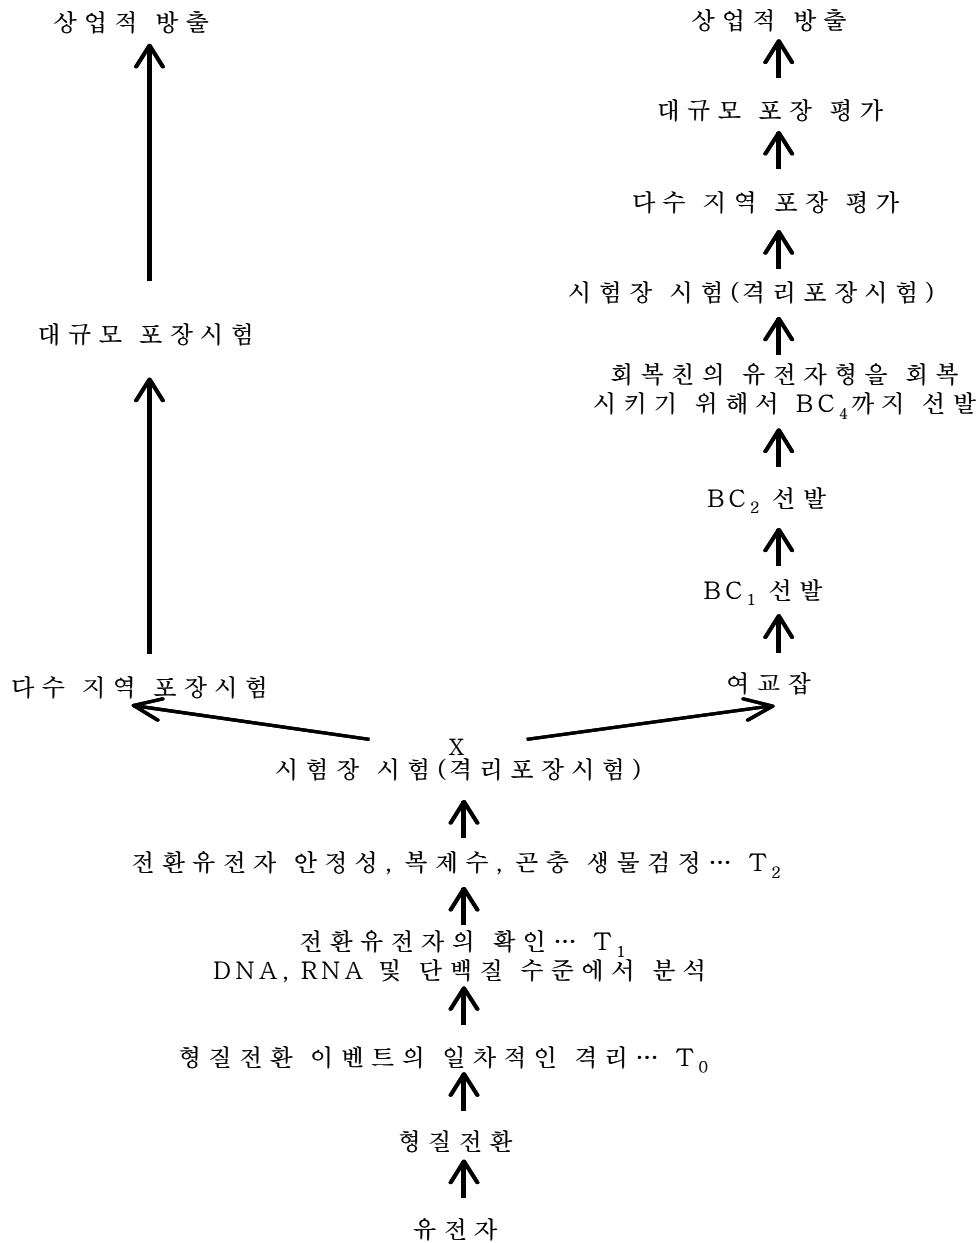 상업적 방출
상업적 방출
대규모 포장 평가
다수 지역 포장 평가
시험장 시험(격리포장시험)
대규모 포장시험
회복친의 유전자형을 회복
시키기 위해서 BC₄까지 선발
BC₂ 선발
BC₁ 선발
다수 지역 포장시험
여교잡
X
시험장 시험(격리포장시험)
전환유전자 안정성, 복제수, 곤충 생물검정… T₂
전환유전자의 확인… T₁
DNA, RNA 및 단백질 수준에서 분석
형질전환 이벤트의 일차적인 격리… T₀
형질전환
유전자